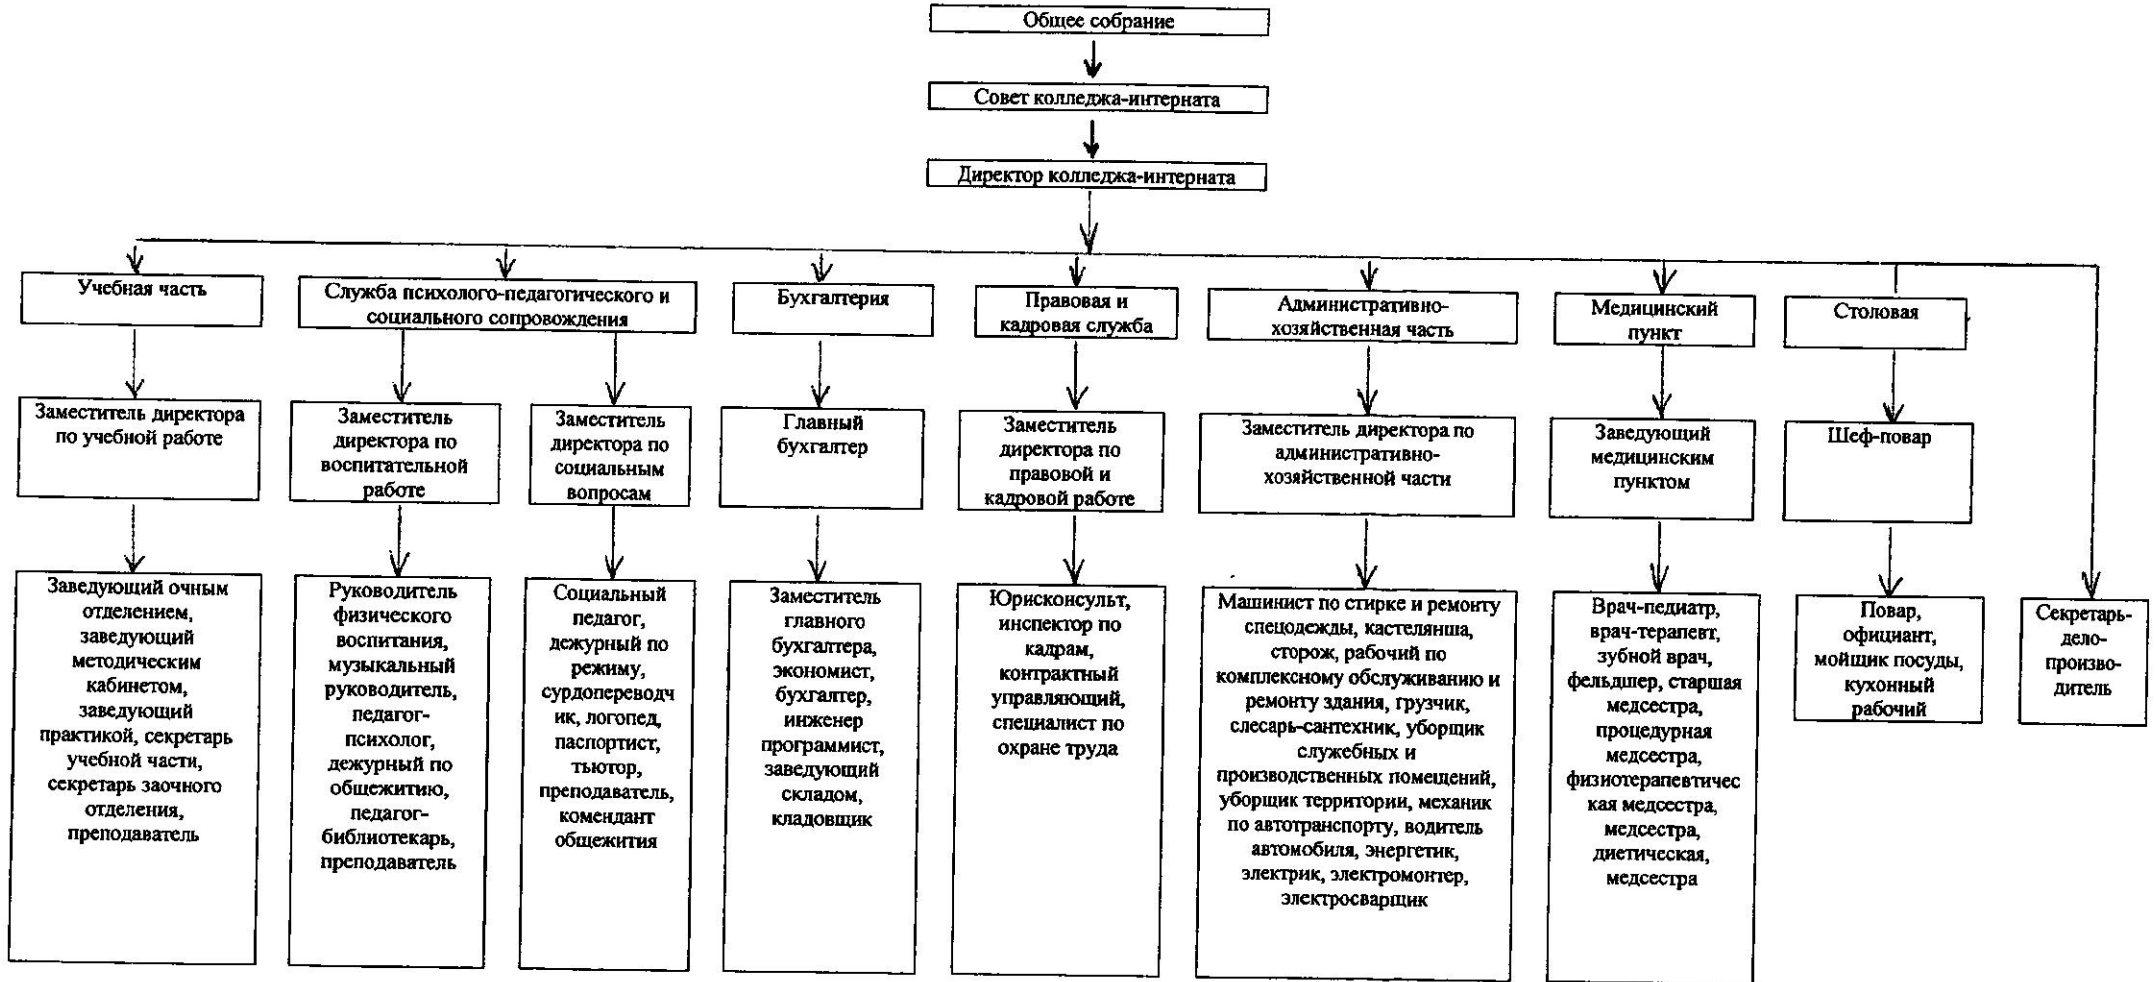 Общее собрание
Совет колледжа-интерната
Директор колледжа-интерната
Учебная часть
Служба психолого-педагогического и
социального сопровождения
Бухгалтерия
Правовая и
кадровая служба
Административно-
хозяйственная часть
Медицинский
пункт
Столовая
Заместитель директора
по учебной работе
Заместитель
директора по
воспитательной
работе
Заместитель
директора по
социальным
вопросам
Главный
бухгалтер
Заместитель
директора по
правовой и
кадровой работе
Заместитель директора по
административно-
хозяйственной части
Заведующий
медицинским
пунктом
Шеф-повар
Заведующий очным
отделением,
заведующий
методическим
кабинетом,
заведующий
практикой, секретарь
учебной части,
секретарь заочного
отделения,
преподаватель
Руководитель
физического
воспитания,
музыкальный
руководитель,
педагог-
психолог,
дежурный по
общежитию,
педагог-
библиотекарь,
преподаватель
Социальный
педагог,
дежурный по
режиму,
сурдопереводч
ик, логопед,
паспортист,
тьютор,
преподаватель,
комендант
общежития
Заместитель
главного
бухгалтера,
экономист,
бухгалтер,
инженер
программист,
заведующий
складом,
кладовщик
Юрисконсульт,
инспектор по
кадрам,
контрактный
управляющий,
специалист по
охране труда
Машинист по стирке и ремонту
спецодежды, кастелянша,
сторож, рабочий по
комплексному обслуживанию и
ремонту здания, грузчик,
слесарь-сантехник, уборщик
служебных и
производственных помещений,
уборщик территории, механик
по автотранспорту, водитель
автомобиля, энергетик,
электрик, электромонтер,
электросварщик
Врач-педиатр,
врач-терапевт,
зубной врач,
фельдшер, старшая
медсестра,
процедурная
медсестра,
физиотерапевтичес
кая медсестра,
медсестра,
диетическая,
медсестра
Повар,
официант,
мойщик посуды,
кухонный
рабочий
Секретарь-
дело-
произво-
дитель